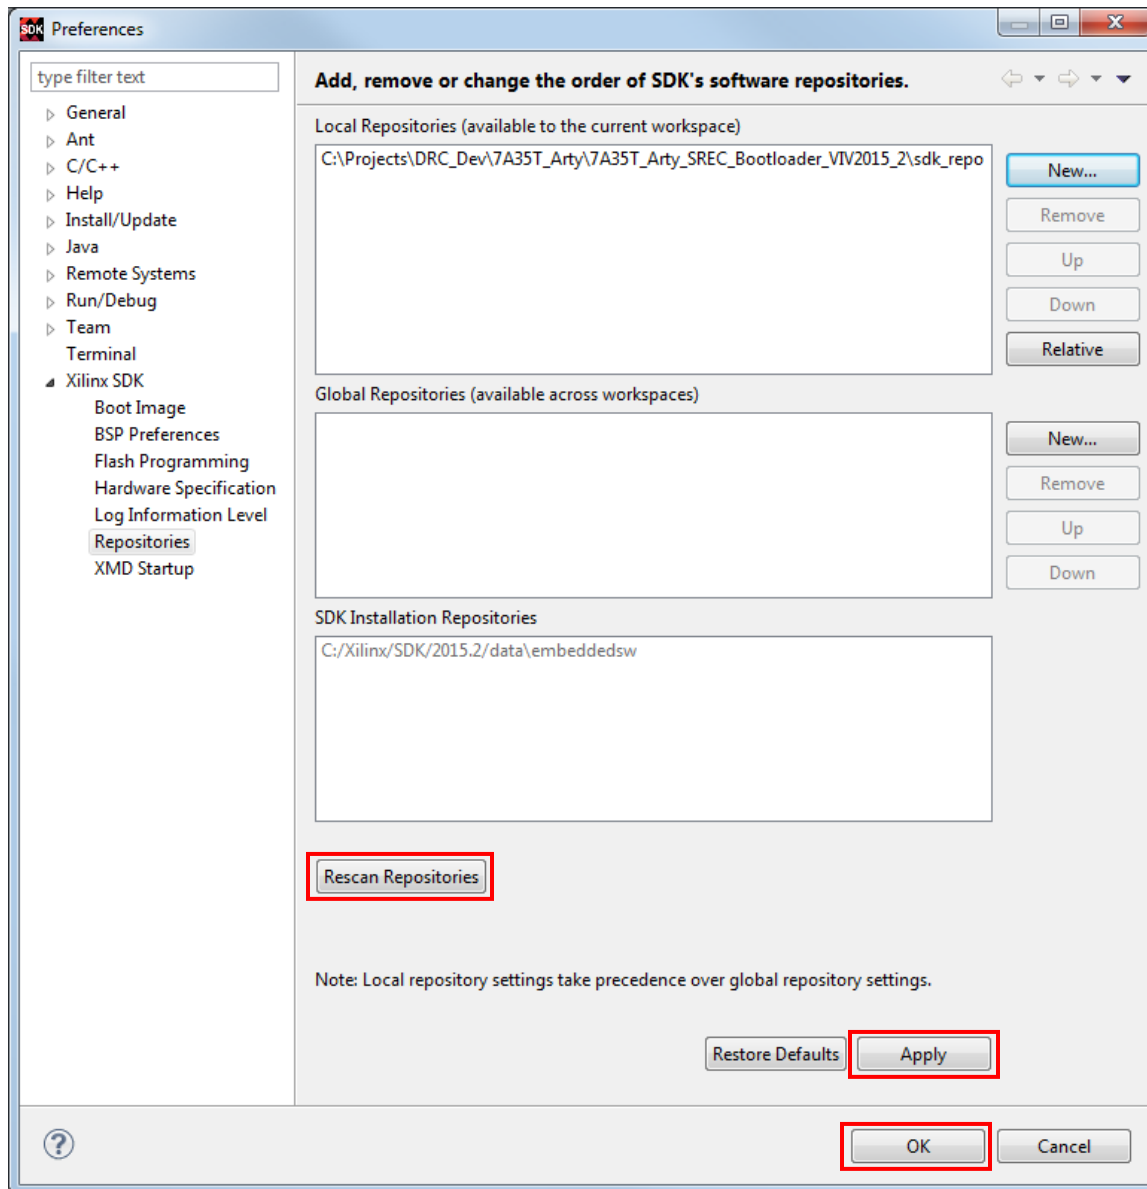 SDK Preferences
type filter text
General
Ant
C/C++
Help
Install/Update
Java
Remote Systems
Run/Debug
Team
Terminal
Xilinx SDK
Boot Image
BSP Preferences
Flash Programming
Hardware Specification
Log Information Level
Repositories
XMD Startup
Add, remove or change the order of SDK's software repositories.
Local Repositories (available to the current workspace)
C:\Projects\DRC_Dev\7A35T_Arty\7A35T_Arty_SREC_Bootloader_VIV2015_2\sdk_repo
New...
Remove
Up
Down
Relative
Global Repositories (available across workspaces)
New...
Remove
Up
Down
SDK Installation Repositories
C:/Xilinx/SDK/2015.2/data\embeddedsw
Rescan Repositories
Note: Local repository settings take precedence over global repository settings.
Restore Defaults
Apply
?
OK
Cancel